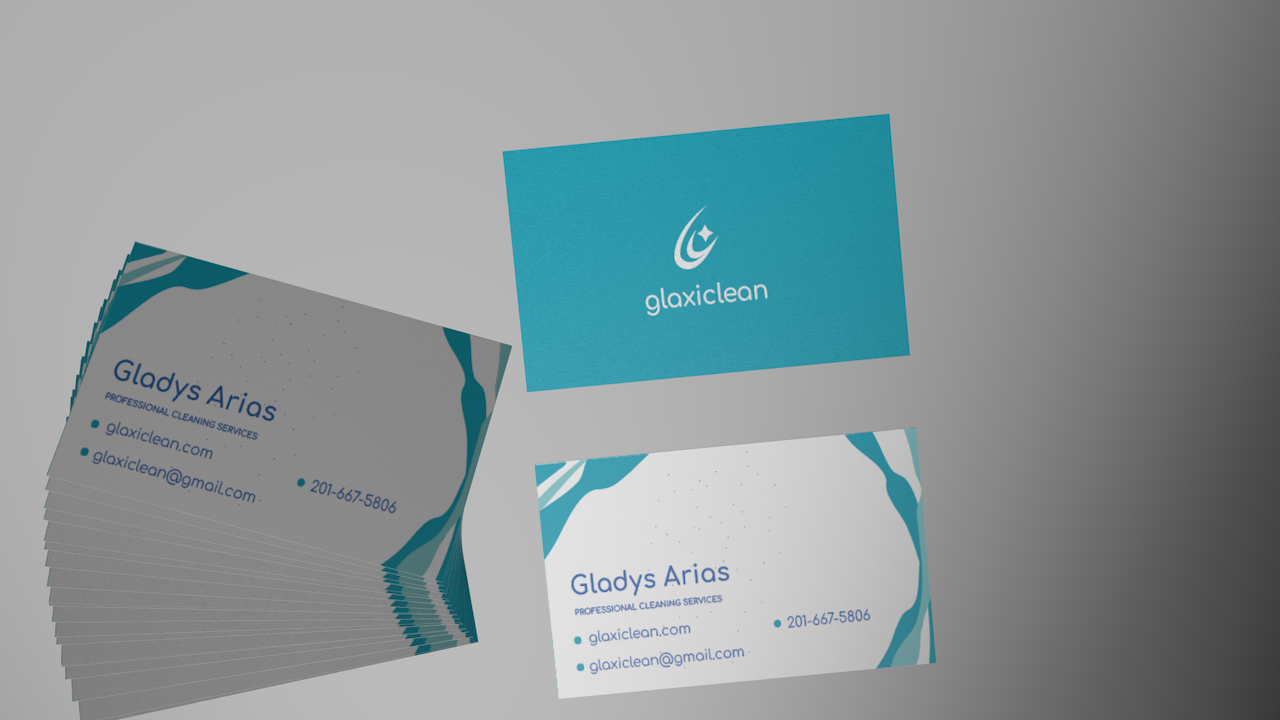 glaxiclean
Gladys Arias
PROFESSIONAL CLEANING SERVICES
glaxiclean.com
glaxiclean@gmail.com
201-667-5806
Gladys Arias
PROFESSIONAL CLEANING SERVICES
glaxiclean.com
201-667-5806
glaxiclean@gmail.com